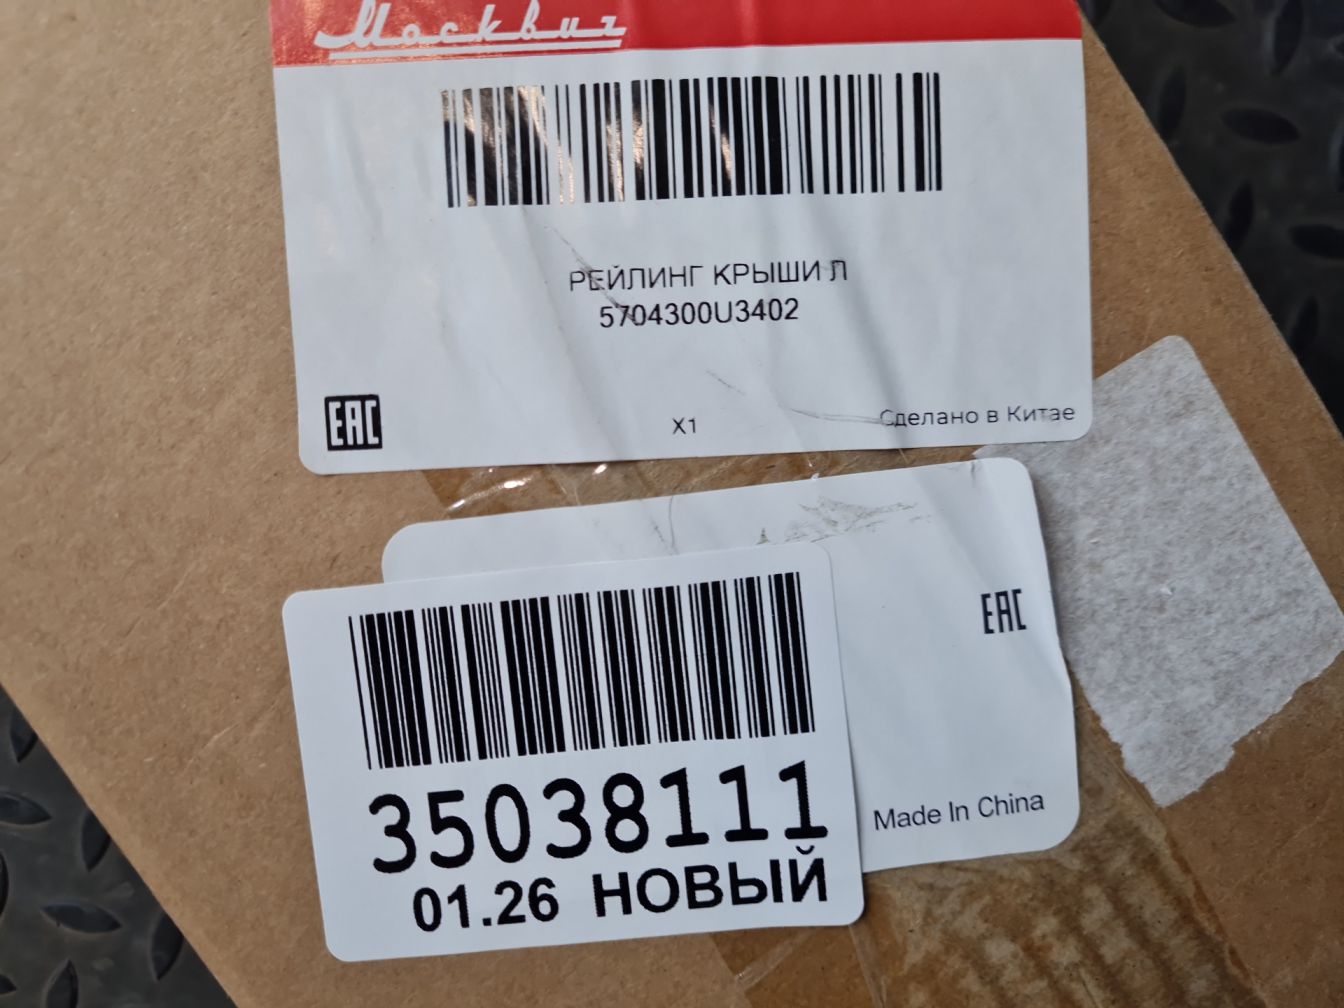 Москвич
РЕЙЛИНГ КРЫШИ Л
5704300U3402
EAC
X1
Сделано в Китае
EAC
Made In China
35038111
01.26 НОВЫЙ